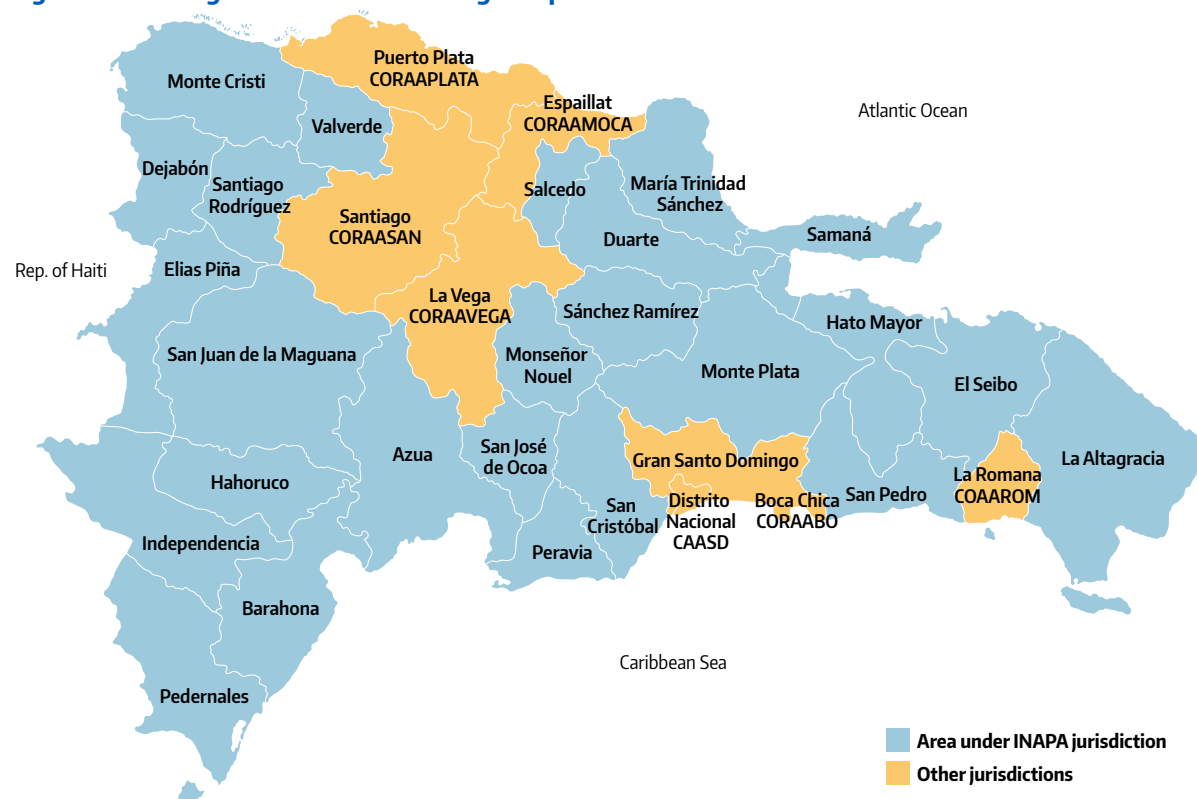 Puerto Plata
CORAAPLATA
Monte Cristi
Espaillat
CORAAMOCA
Atlantic Ocean
Valverde
Dejabón
Santiago
Rodríguez
Salcedo
María Trinidad
Sánchez
Santiago
CORAASAN
Duarte
Samaná
Rep. of Haiti
Elias Piña
La Vega
CORAAVEGA
Sánchez Ramírez
Hato Mayor
San Juan de la Maguana
Monseñor
Nouel
Monte Plata
El Seibo
Azua
San José
de Ocoa
Gran Santo Domingo
La Altagracia
Hahoruco
La Romana
COAAROM
San
Cristóbal
Distrito
Nacional
CAASD
Boca Chica
CORAABO
San Pedro
Independencia
Peravia
Barahona
Caribbean Sea
Pedernales
Area under INAPA jurisdiction
Other jurisdictions